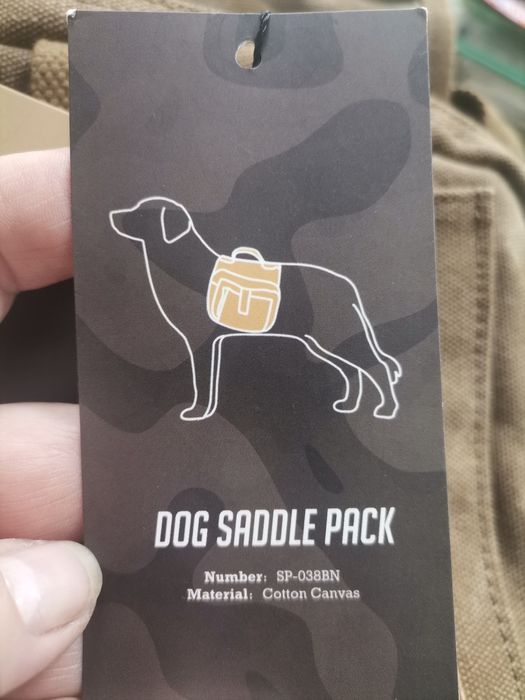 DOG SADDLE PACK
Number: SP-038BN
Material: Cotton Canvas